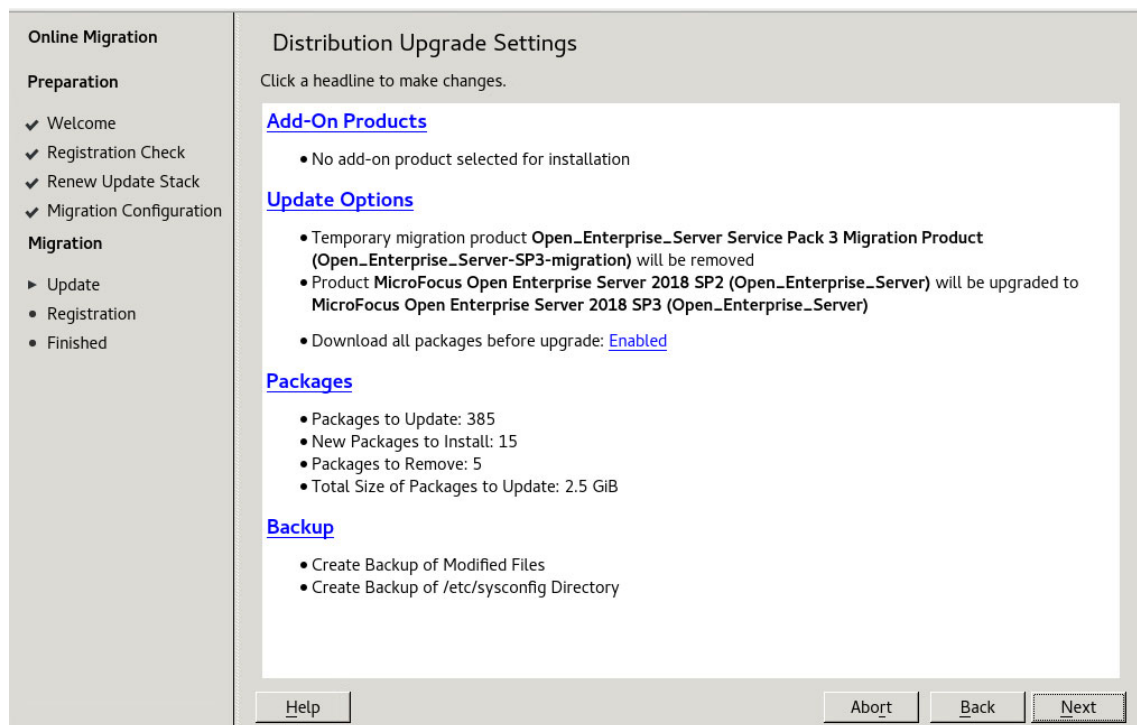 Online Migration
Preparation
Welcome
Registration Check
Renew Update Stack
Migration Configuration
Migration
Update
Registration
Finished
Distribution Upgrade Settings
Click a headline to make changes.
Add-On Products
• No add-on product selected for installation
Update Options
• Temporary migration product Open_Enterprise_Server Service Pack 3 Migration Product
(Open_Enterprise_Server-SP3-migration) will be removed
• Product MicroFocus Open Enterprise Server 2018 SP2 (Open_Enterprise_Server) will be upgraded to
MicroFocus Open Enterprise Server 2018 SP3 (Open_Enterprise_Server)
• Download all packages before upgrade: Enabled
Packages
• Packages to Update: 385
• New Packages to Install: 15
• Packages to Remove: 5
• Total Size of Packages to Update: 2.5 GiB
Backup
• Create Backup of Modified Files
• Create Backup of /etc/sysconfig Directory
Help
Abort
Back
Next